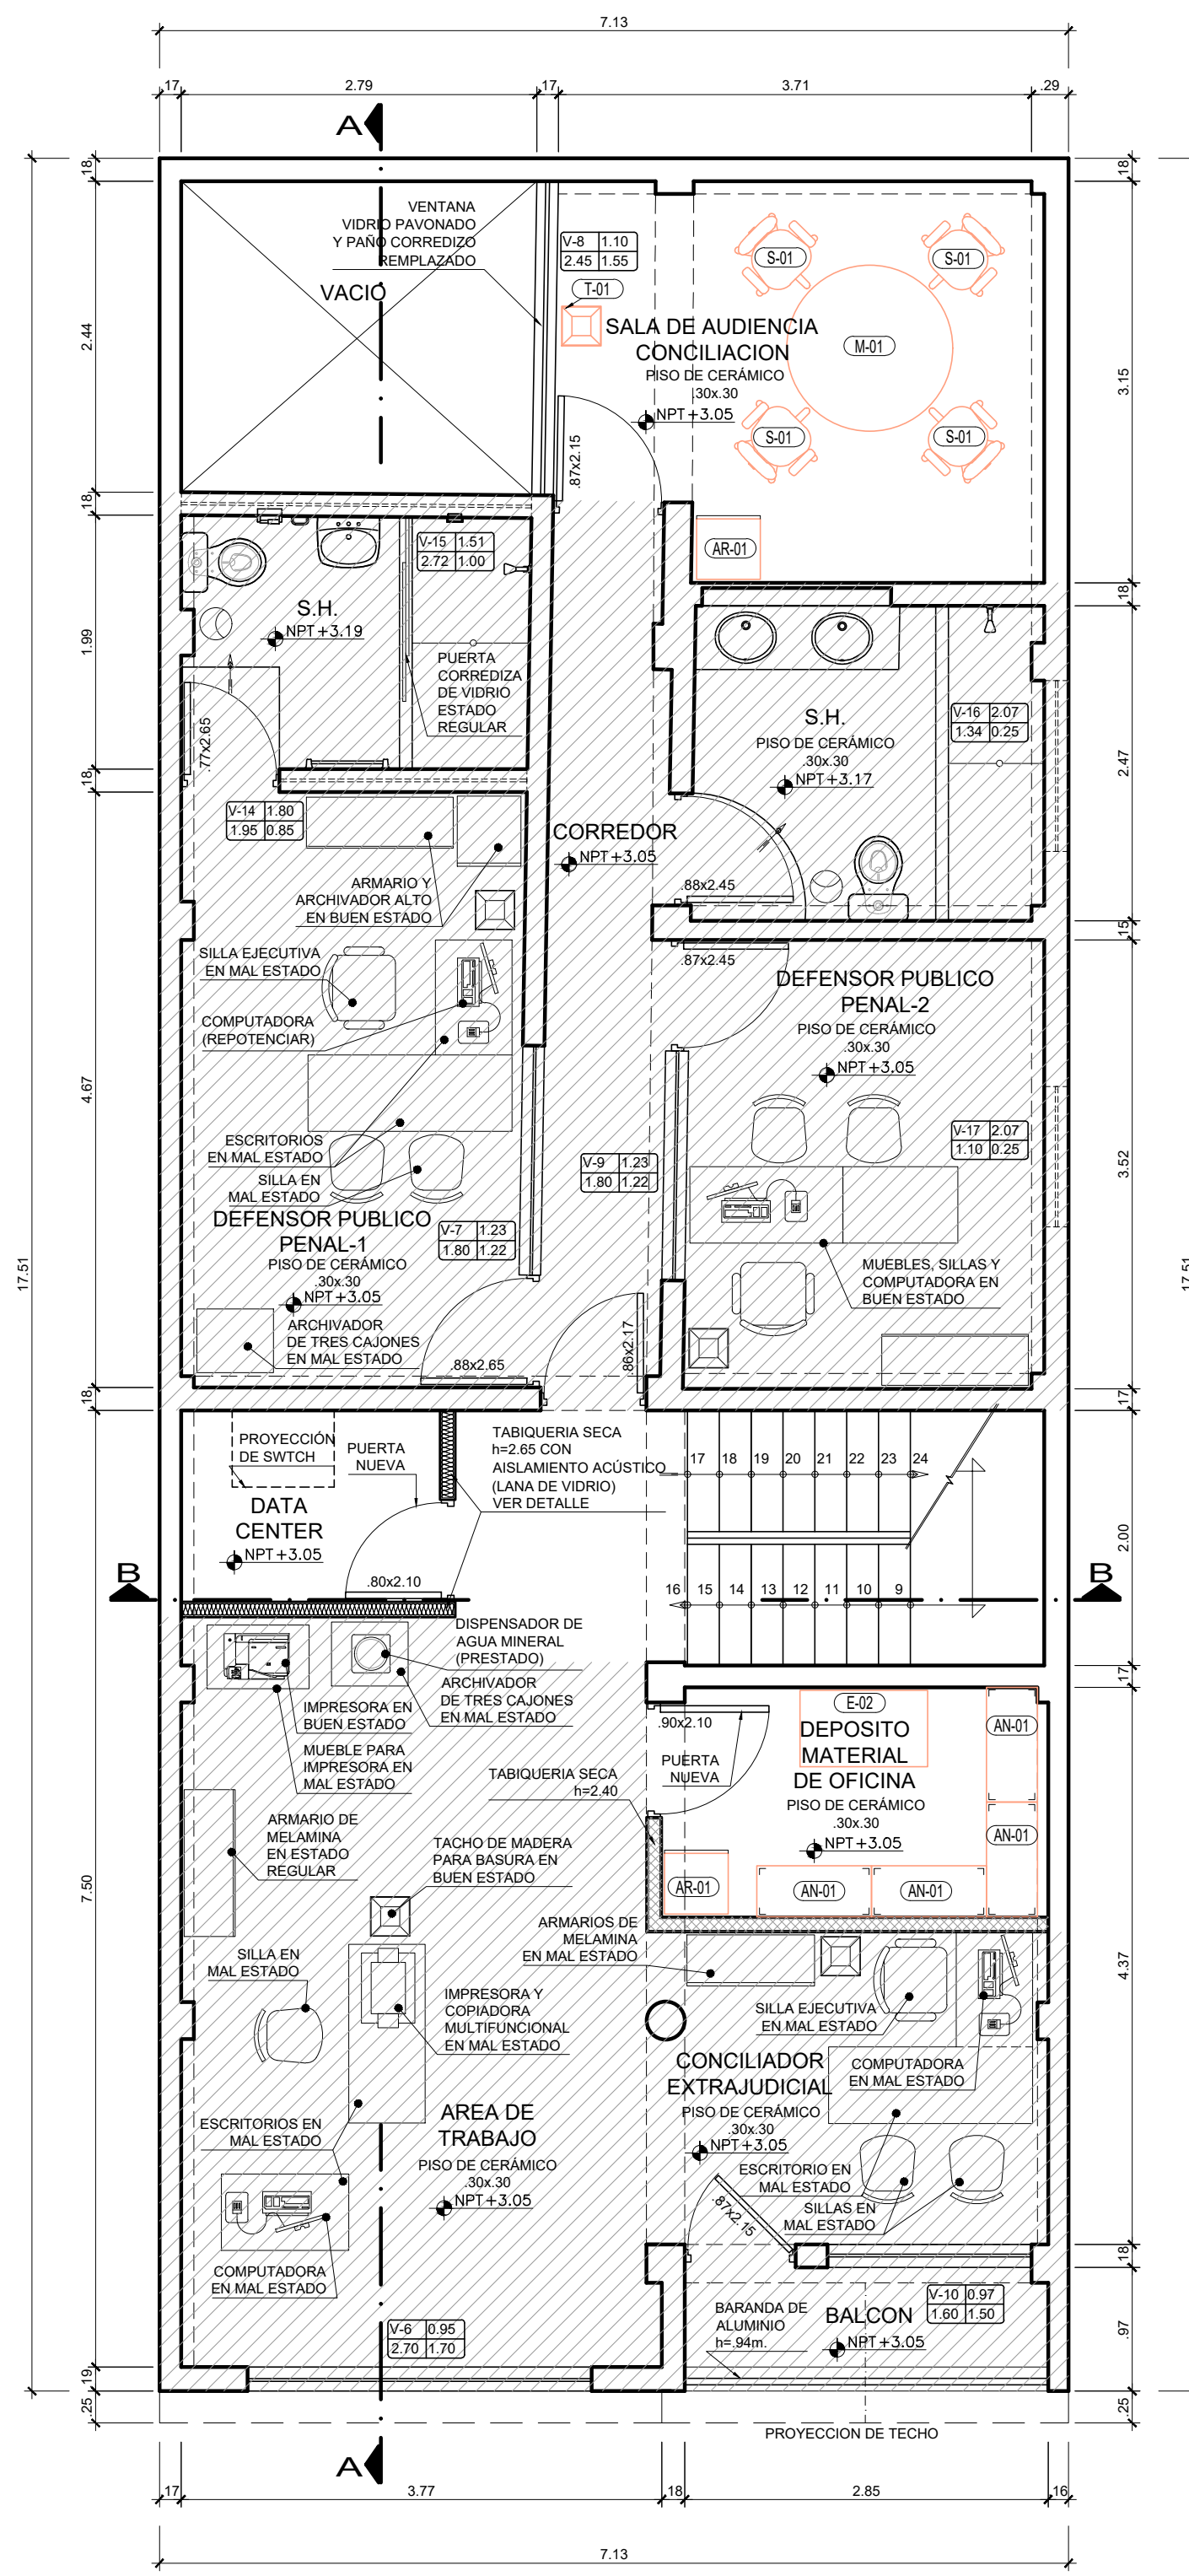 7.13
.17
2.79
.17
3.71
.29
A
.18
.18
VENTANA
VIDRIO PAVONADO
Y PAÑO CORREDIZO
REMPLAZADO
VACIO
V-8 1.10
2.45 1.55
T-01
S-01
S-01
SALA DE AUDIENCIA
CONCILIACION
PISO DE CERÁMICO
.30x.30
NPT+3.05
M-01
S-01
S-01
2.44
3.15
.87x2.15
.18
AR-01
V-15 1.51
2.72 1.00
.18
S.H.
NPT+3.19
1.99
PUERTA
CORREDIZA
DE VIDRIO
ESTADO
REGULAR
.77x2.65
S.H.
PISO DE CERÁMICO
.30x.30
NPT+3.17
V-16 2.07
1.34 0.25
2.47
.18
V-14 1.80
1.95 0.85
CORREDOR
NPT+3.05
ARMARIO Y
ARCHIVADOR ALTO
EN BUEN ESTADO
.88x2.45
.15
SILLA EJECUTIVA
EN MAL ESTADO
.87x2.45
DEFENSOR PUBLICO
PENAL-2
PISO DE CERÁMICO
.30x.30
NPT+3.05
COMPUTADORA
(REPOTENCIAR)
4.67
ESCRITORIOS
EN MAL ESTADO
SILLA EN
MAL ESTADO
V-9 1.23
1.80 1.22
V-17 2.07
1.10 0.25
3.52
DEFENSOR PUBLICO
PENAL-1
PISO DE CERÁMICO
.30x.30
NPT+3.05
V-7 1.23
1.80 1.22
17.51
17.51
MUEBLES, SILLAS Y
COMPUTADORA EN
BUEN ESTADO
ARCHIVADOR
DE TRES CAJONES
EN MAL ESTADO
.88x2.65
.86x2.17
.18
.17
PROYECCIÓN
DE SWTCH
PUERTA
NUEVA
TABIQUERIA SECA
h=2.65 CON
AISLAMIENTO ACÚSTICO
(LANA DE VIDRIO)
VER DETALLE
17 18 19 20 21 22 23 24
DATA
CENTER
NPT+3.05
2.00
B
.80x2.10
16 15 14 13 12 11 10 9
B
DISPENSADOR DE
AGUA MINERAL
(PRESTADO)
.17
ARCHIVADOR
DE TRES CAJONES
EN MAL ESTADO
IMPRESORA EN
BUEN ESTADO
MUEBLE PARA
IMPRESORA EN
MAL ESTADO
.90x2.10
E-02
AN-01
DEPOSITO
MATERIAL
DE OFICINA
PISO DE CERÁMICO
.30x.30
NPT+3.05
PUERTA
NUEVA
TABIQUERIA SECA
h=2.40
AN-01
ARMARIO DE
MELAMINA
EN ESTADO
REGULAR
TACHO DE MADERA
PARA BASURA EN
BUEN ESTADO
AR-01
AN-01
AN-01
7.50
ARMARIOS DE
MELAMINA
EN MAL ESTADO
SILLA EN
MAL ESTADO
4.37
IMPRESORA Y
COPIADORA
MULTIFUNCIONAL
EN MAL ESTADO
SILLA EJECUTIVA
EN MAL ESTADO
CONCILIADOR
EXTRAJUDICIAL
PISO DE CERÁMICO
.30x.30
NPT+3.05
COMPUTADORA
EN MAL ESTADO
ESCRITORIOS EN
MAL ESTADO
AREA DE
TRABAJO
PISO DE CERÁMICO
.30x.30
NPT+3.05
ESCRITORIO EN
MAL ESTADO
SILLAS EN
MAL ESTADO
.87x2.15
COMPUTADORA
EN MAL ESTADO
.18
V-6 0.95
2.70 1.70
BARANDA DE
ALUMINIO
h=.94m.
BALCON
NPT+3.05
V-10 0.97
1.60 1.50
.97
.19
.25
.25
PROYECCION DE TECHO
A
.17
3.77
.18
2.85
.16
7.13